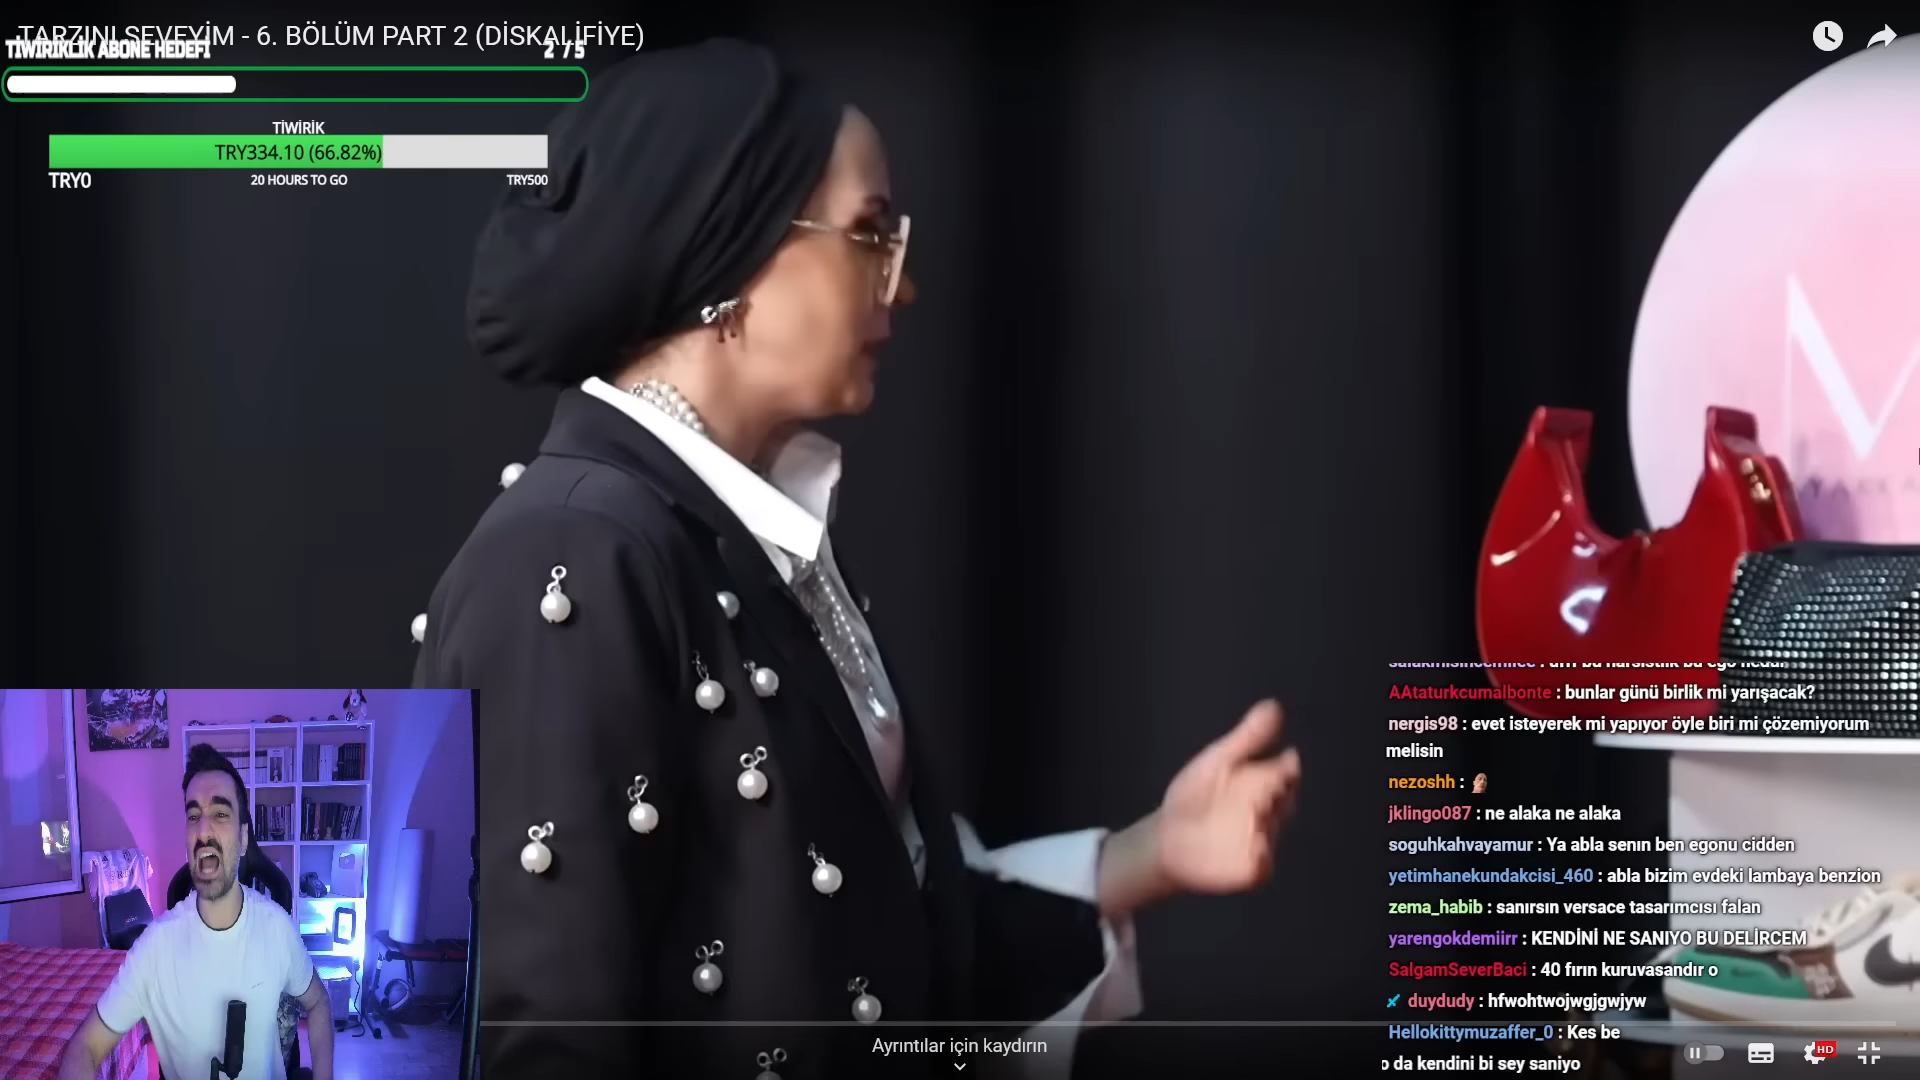 TARZINI SEVEYİM - 6. BÖLÜM PART 2 (DİSKALİFİYE)
TİWİRİKLİK ABONE HEDEFİ 2 / 5
TİWİRİK
TRY334.10 (66.82%)
TRY0 20 HOURS TO GO TRY500
M
AAtaturkcumalbonte : bunlar günü birlik mi yarışacak?
nergis98 : evet isteyerek mi yapıyor öyle biri mi çözemiyorum
melisin
nezoshh :
jklingo087 : ne alaka ne alaka
soguhkahvayamur : Ya abla senın ben egonu cidden
yetimhanekundakcisi_460 : abla bizim evdeki lambaya benzion
zema_habib : sanırsın versace tasarımcısı falan
yarengokdemiirr : KENDİNİ NE SANIYO BU DELİRCEM
SalgamSeverBaci : 40 fırın kuruvasandır o
duydudy : hfwohtwojwgjgwjyw
Hellokittymuzaffer_0 : Kes be
o da kendini bi sey saniyo
Ayrıntılar için kaydırın
HD